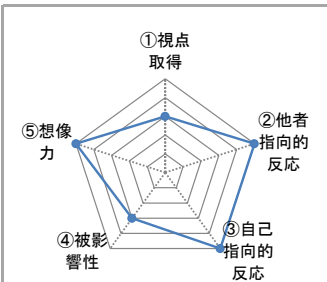 ①視点
取得
②他者
指向的
反応
③自己
指向的
反応
④被影
響性
⑤想像
力